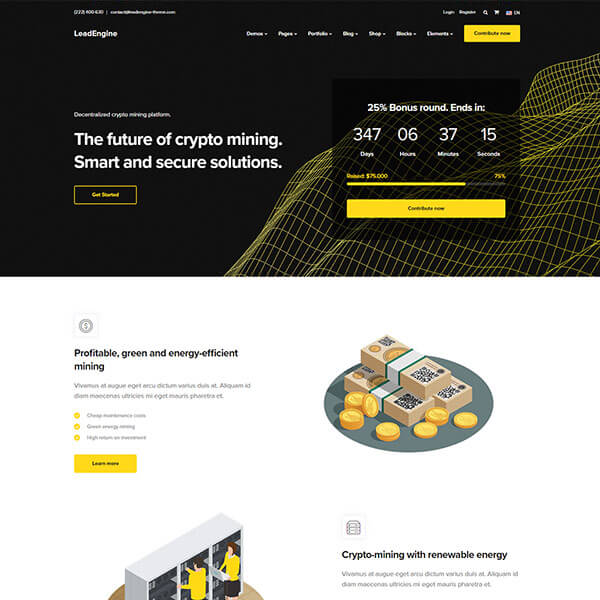 (222) 400-630 | contact@leadengine-theme.com
Login Register EN
LeadEngine
Demos Pages Portfolio Blog Shop Blocks Elements Contribute now
Decentralized crypto mining platform.
The future of crypto mining.
Smart and secure solutions.
Get Started
25% Bonus round. Ends in:
347 06 37 15
Days Hours Minutes Seconds
Raised: $75.000 75%
Contribute now
Profitable, green and energy-efficient
mining
Vivamus at augue eget arcu dictum varius duis at. Aliquam id
diam maecenas ultricies mi eget mauris pharetra et.
Cheap maintenance costs
Green energy mining
High return on investment
Learn more
Crypto-mining with renewable energy
Vivamus at augue eget arcu dictum varius duis at. Aliquam id
diam maecenas ultricies mi eget mauris pharetra et.